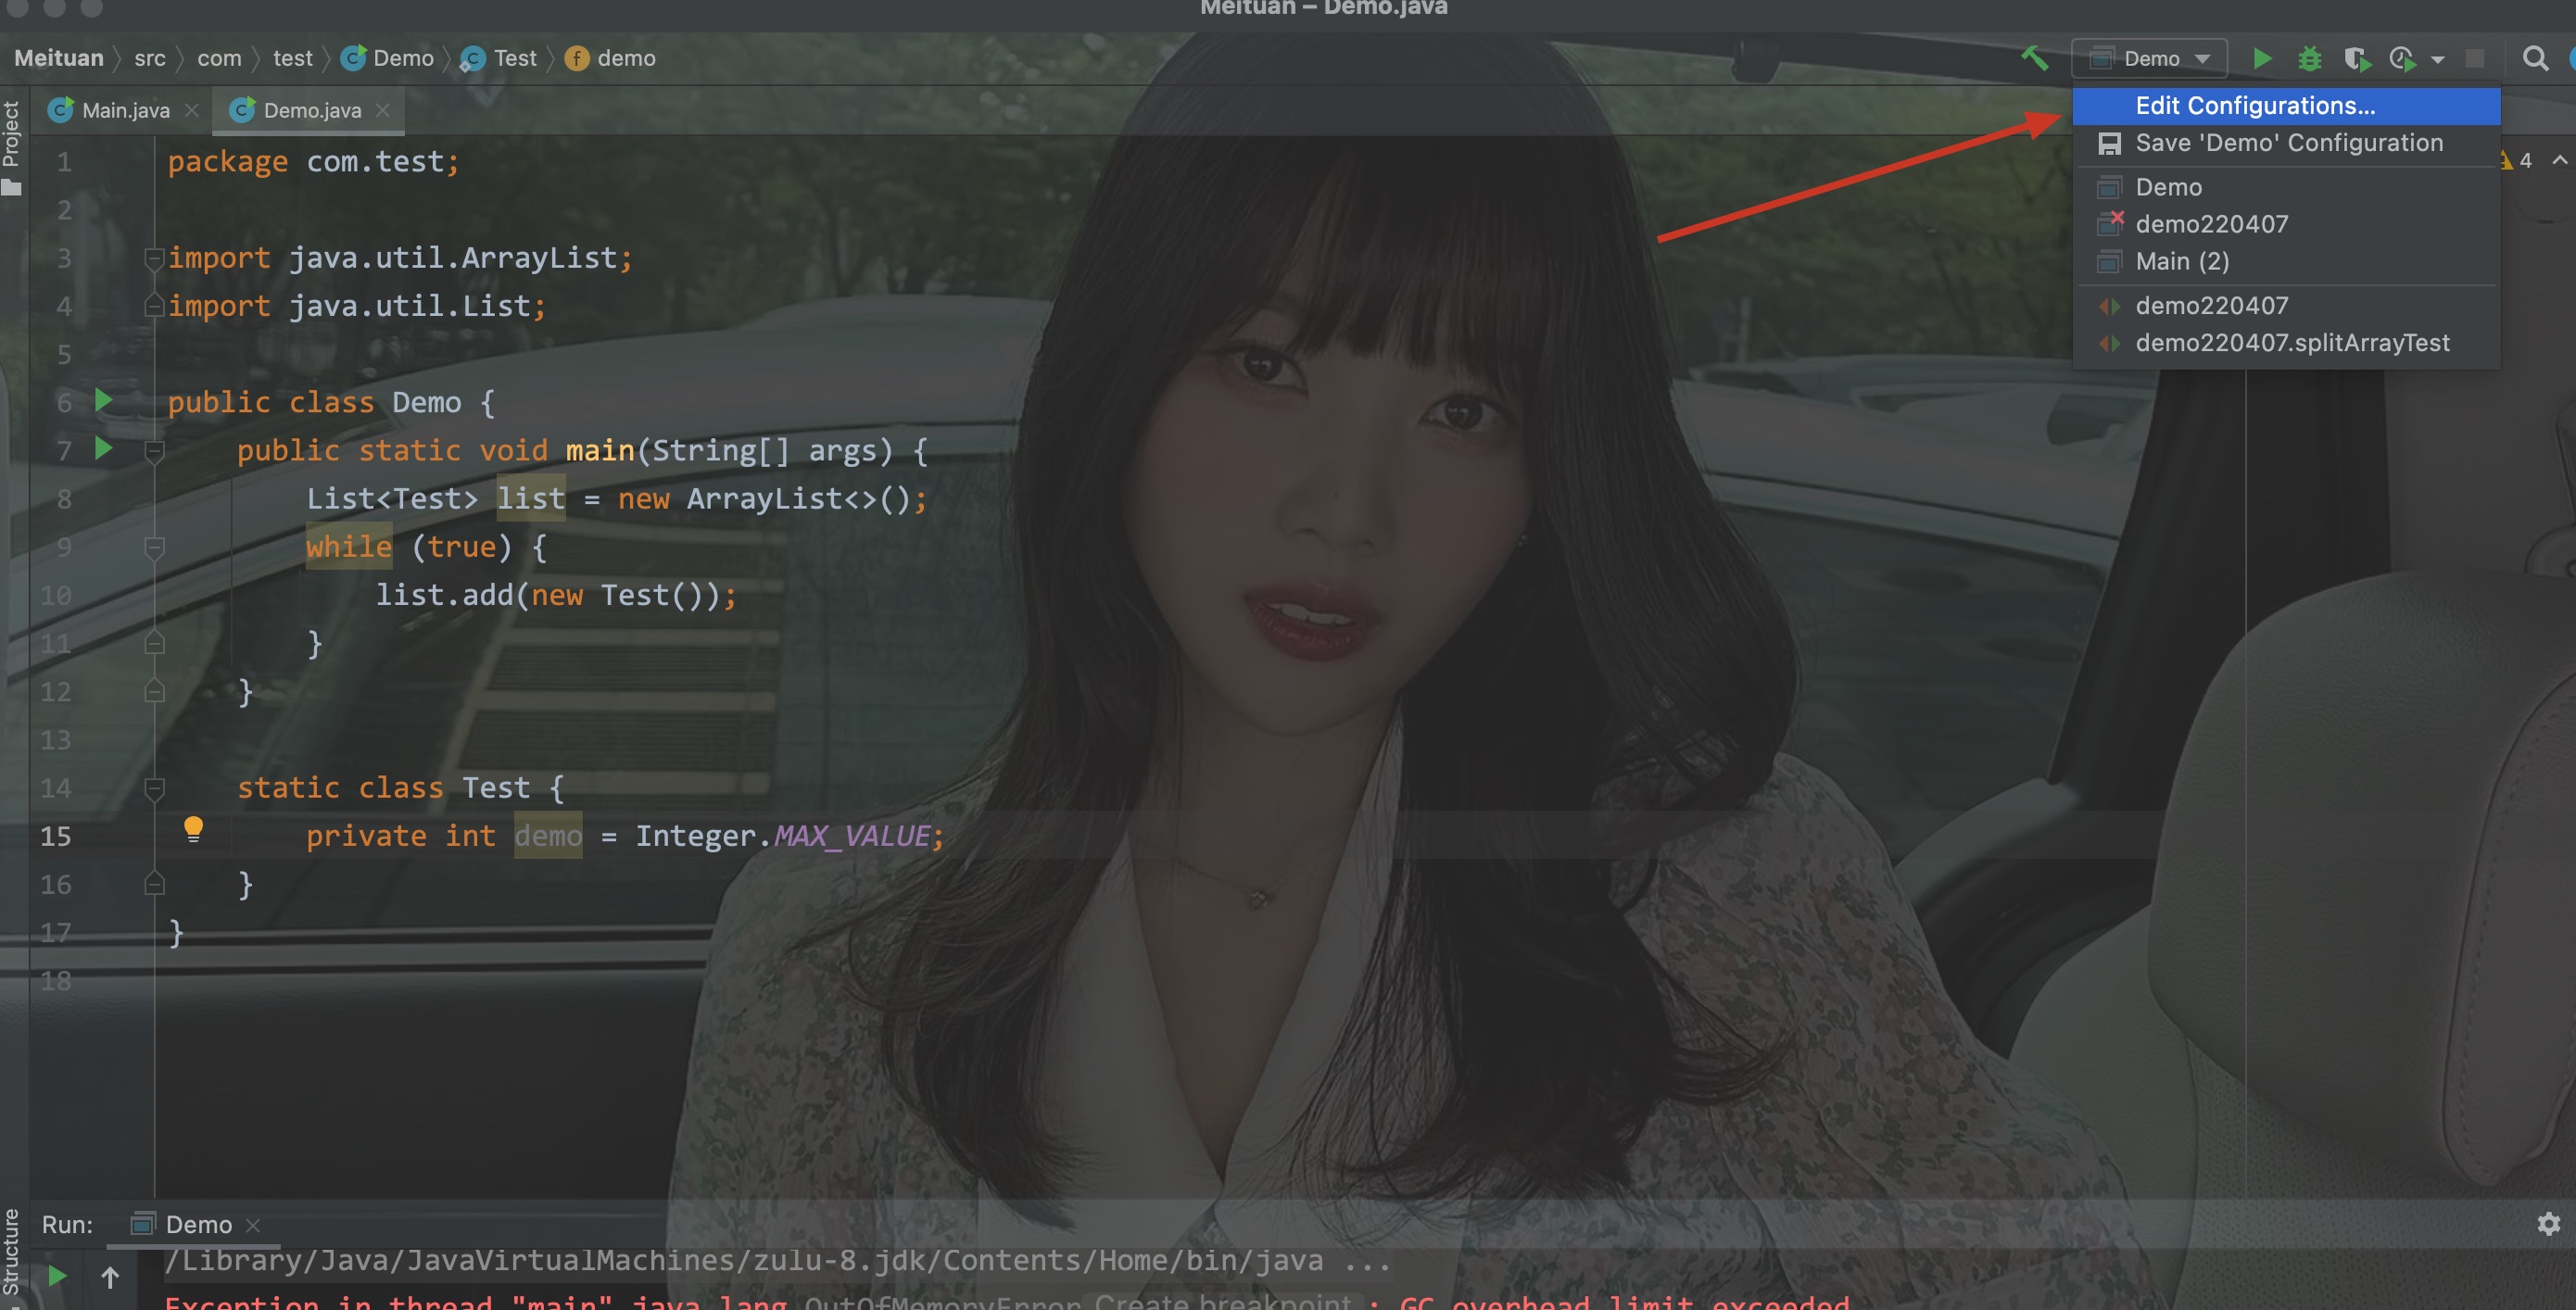 Meituan – Demo.java
Meituan src com test Demo Test demo
Demo
Main.java Demo.java
Project
Edit Configurations...
Save 'Demo' Configuration
4
Demo
demo220407
Main (2)
demo220407
demo220407.splitArrayTest
1 package com.test;
2
3 import java.util.ArrayList;
4 import java.util.List;
5
6 public class Demo {
7 public static void main(String[] args) {
8 List<Test> list = new ArrayList<>();
9 while (true) {
10 list.add(new Test());
11 }
12 }
13
14 static class Test {
15 private int demo = Integer.MAX_VALUE;
16 }
17 }
18
Structure
Run: Demo
/Library/Java/JavaVirtualMachines/zulu-8.jdk/Contents/Home/bin/java ...
Exception in thread "main" java.lang.OutOfMemoryError Create breakpoint : GC overhead limit exceeded